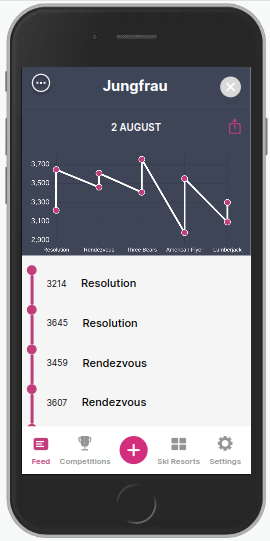 Jungfrau
2 AUGUST
3,700
3,500
3,300
3,100
2,900
Resolution Rendezvous Three Bears American Flyer Lumberjack
3214 Resolution
3645 Resolution
3459 Rendezvous
3607 Rendezvous
Feed Competitions Ski Resorts Settings